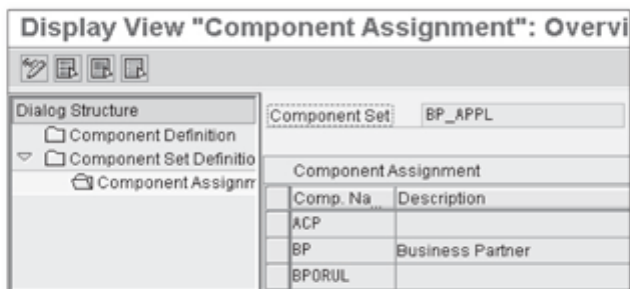 Display View "Component Assignment": Overvi
Dialog Structure
Component Definition
Component Set Definitio
Component Assignm
Component Set BP_APPL
Component Assignment
Comp. Na... Description
ACP
BP Business Partner
BPORUL